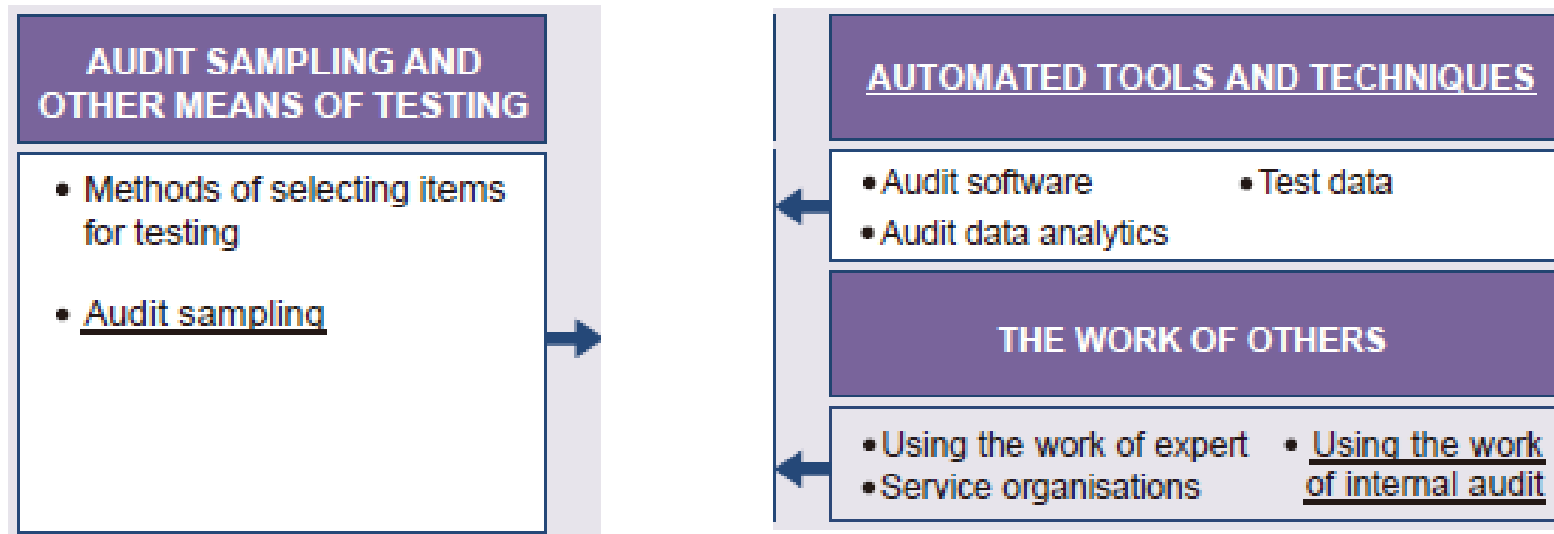 AUDIT SAMPLING AND
OTHER MEANS OF TESTING
• Methods of selecting items
for testing
• Audit sampling
AUTOMATED TOOLS AND TECHNIQUES
• Audit software • Test data
• Audit data analytics
THE WORK OF OTHERS
• Using the work of expert • Using the work
• Service organisations of internal audit